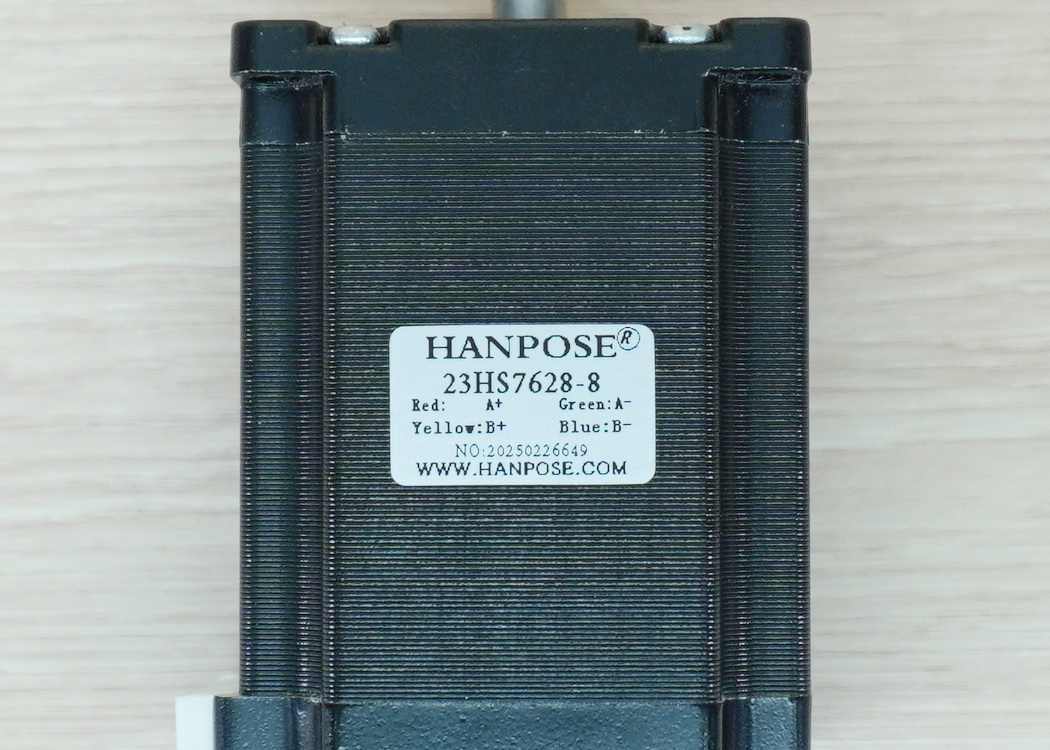 HANPOSE®
23HS7628-8
Red: A+ Green:A-
Yellow:B+ Blue:B-
NO:20250226649
WWW.HANPOSE.COM